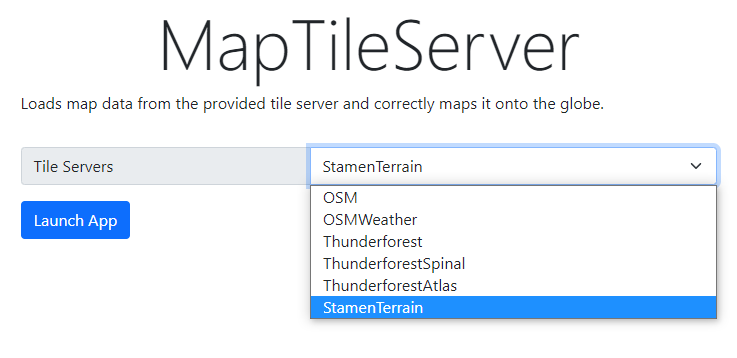 MapTileServer
Loads map data from the provided tile server and correctly maps it onto the globe.
Tile Servers
StamenTerrain
OSM
OSMWeather
Launch App
Thunderforest
ThunderforestSpinal
ThunderforestAtlas
StamenTerrain